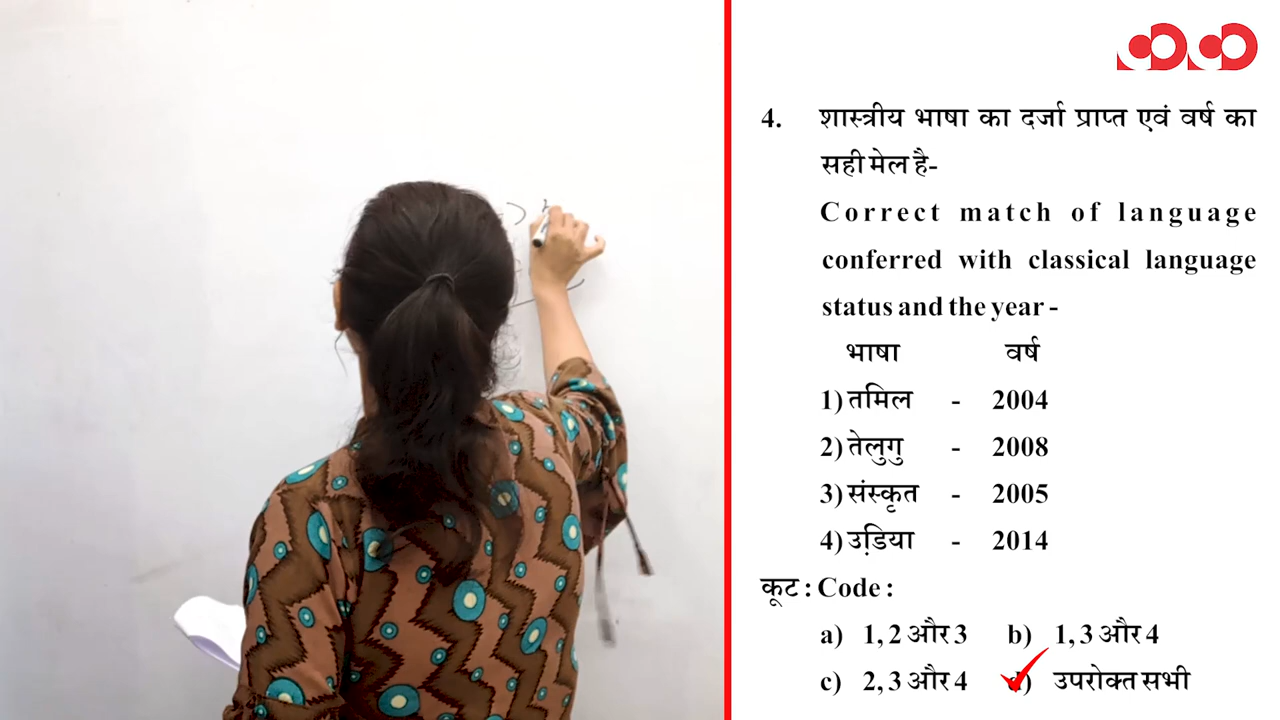 4. शास्त्रीय भाषा का दर्जा प्राप्त एवं वर्ष का
सही मेल है-
Correct match of language
conferred with classical language
status and the year -
भाषा वर्ष
1) तमिल - 2004
2) तेलुगु - 2008
3) संस्कृत - 2005
4) उड़िया - 2014
कूट : Code :
a) 1, 2 और 3 b) 1, 3 और 4
c) 2, 3 और 4 d) उपरोक्त सभी